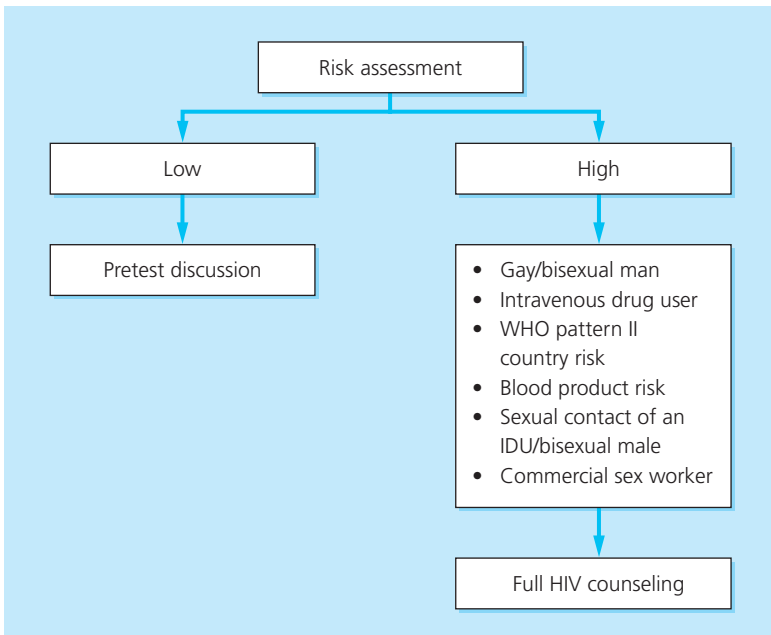 Risk assessment
Low
High
Pretest discussion
• Gay/bisexual man
• Intravenous drug user
• WHO pattern II
country risk
• Blood product risk
• Sexual contact of an
IDU/bisexual male
• Commercial sex worker
Full HIV counseling